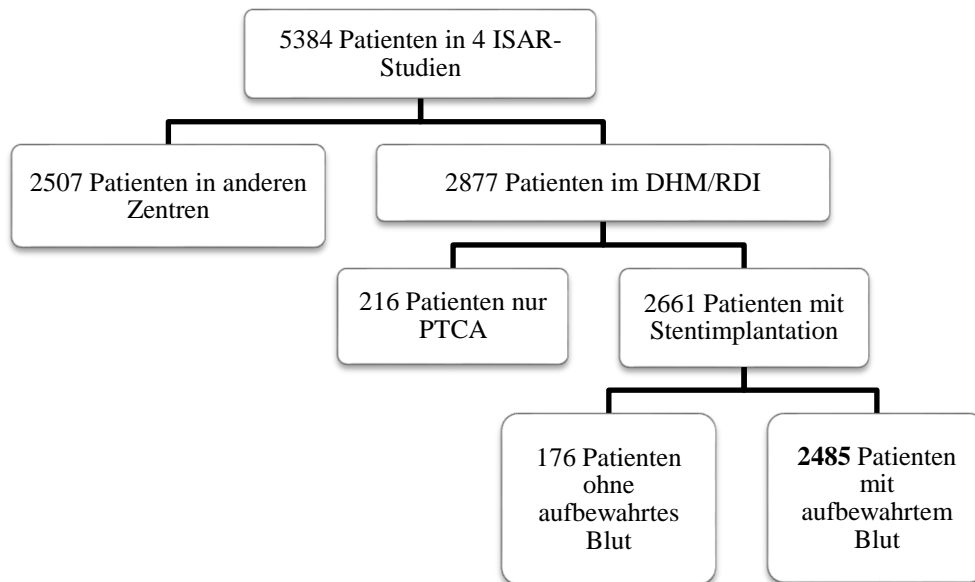 5384 Patienten in 4 ISAR-
Studien
2507 Patienten in anderen
Zentren
2877 Patienten im DHM/RDI
216 Patienten nur
PTCA
2661 Patienten mit
Stentimplantation
176 Patienten
ohne
aufbewahrtes
Blut
2485 Patienten
mit
aufbewahrtem
Blut